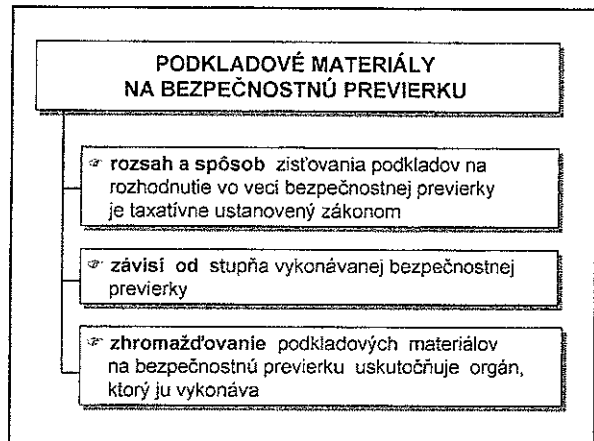 PODKLADOVÉ MATERIÁLY
NA BEZPEČNOSTNÚ PREVIERKU
☞ rozsah a spôsob zisťovania podkladov na
rozhodnutie vo veci bezpečnostnej previerky
je taxatívne ustanovený zákonom
☞ závisí od stupňa vykonávanej bezpečnostnej
previerky
☞ zhromažďovanie podkladových materiálov
na bezpečnostnú previerku uskutočňuje orgán,
ktorý ju vykonáva